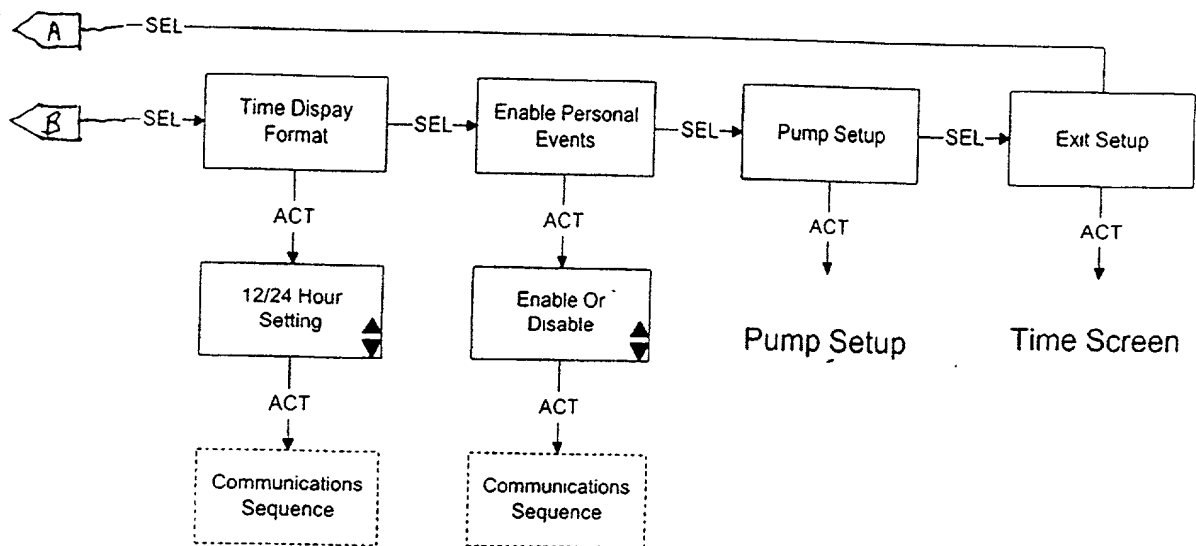 A
SEL
B
SEL
Time Dispay
Format
SEL
Enable Personal
Events
SEL
Pump Setup
SEL
Exit Setup
ACT
ACT
ACT
ACT
12/24 Hour
Setting
Enable Or
Disable
Pump Setup
Time Screen
ACT
ACT
Communications
Sequence
Communications
Sequence